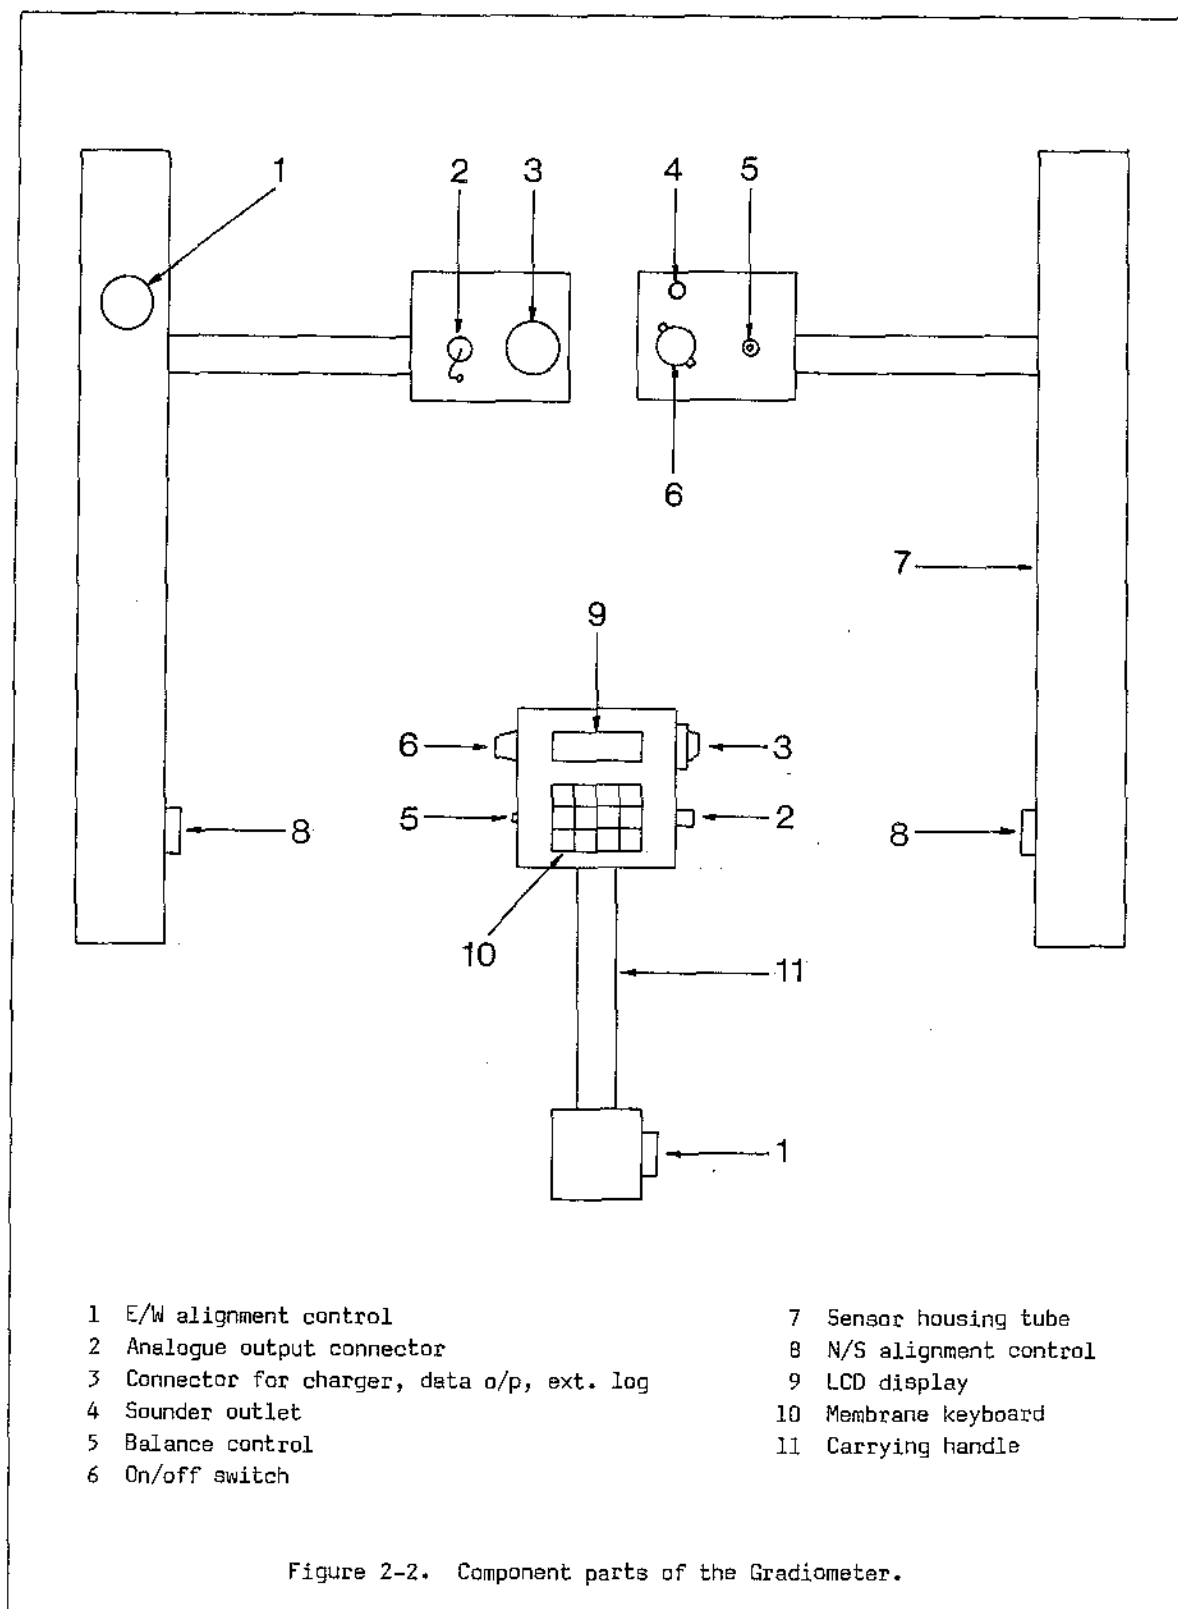 1 2 3 4 5
6
7
9
6 3
5 2
8 8
10
11
1
1 E/W alignment control
2 Analogue output connector
3 Connector for charger, data o/p, ext. log
4 Sounder outlet
5 Balance control
6 On/off switch
7 Sensor housing tube
8 N/S alignment control
9 LCD display
10 Membrane keyboard
11 Carrying handle
Figure 2-2. Component parts of the Gradiometer.